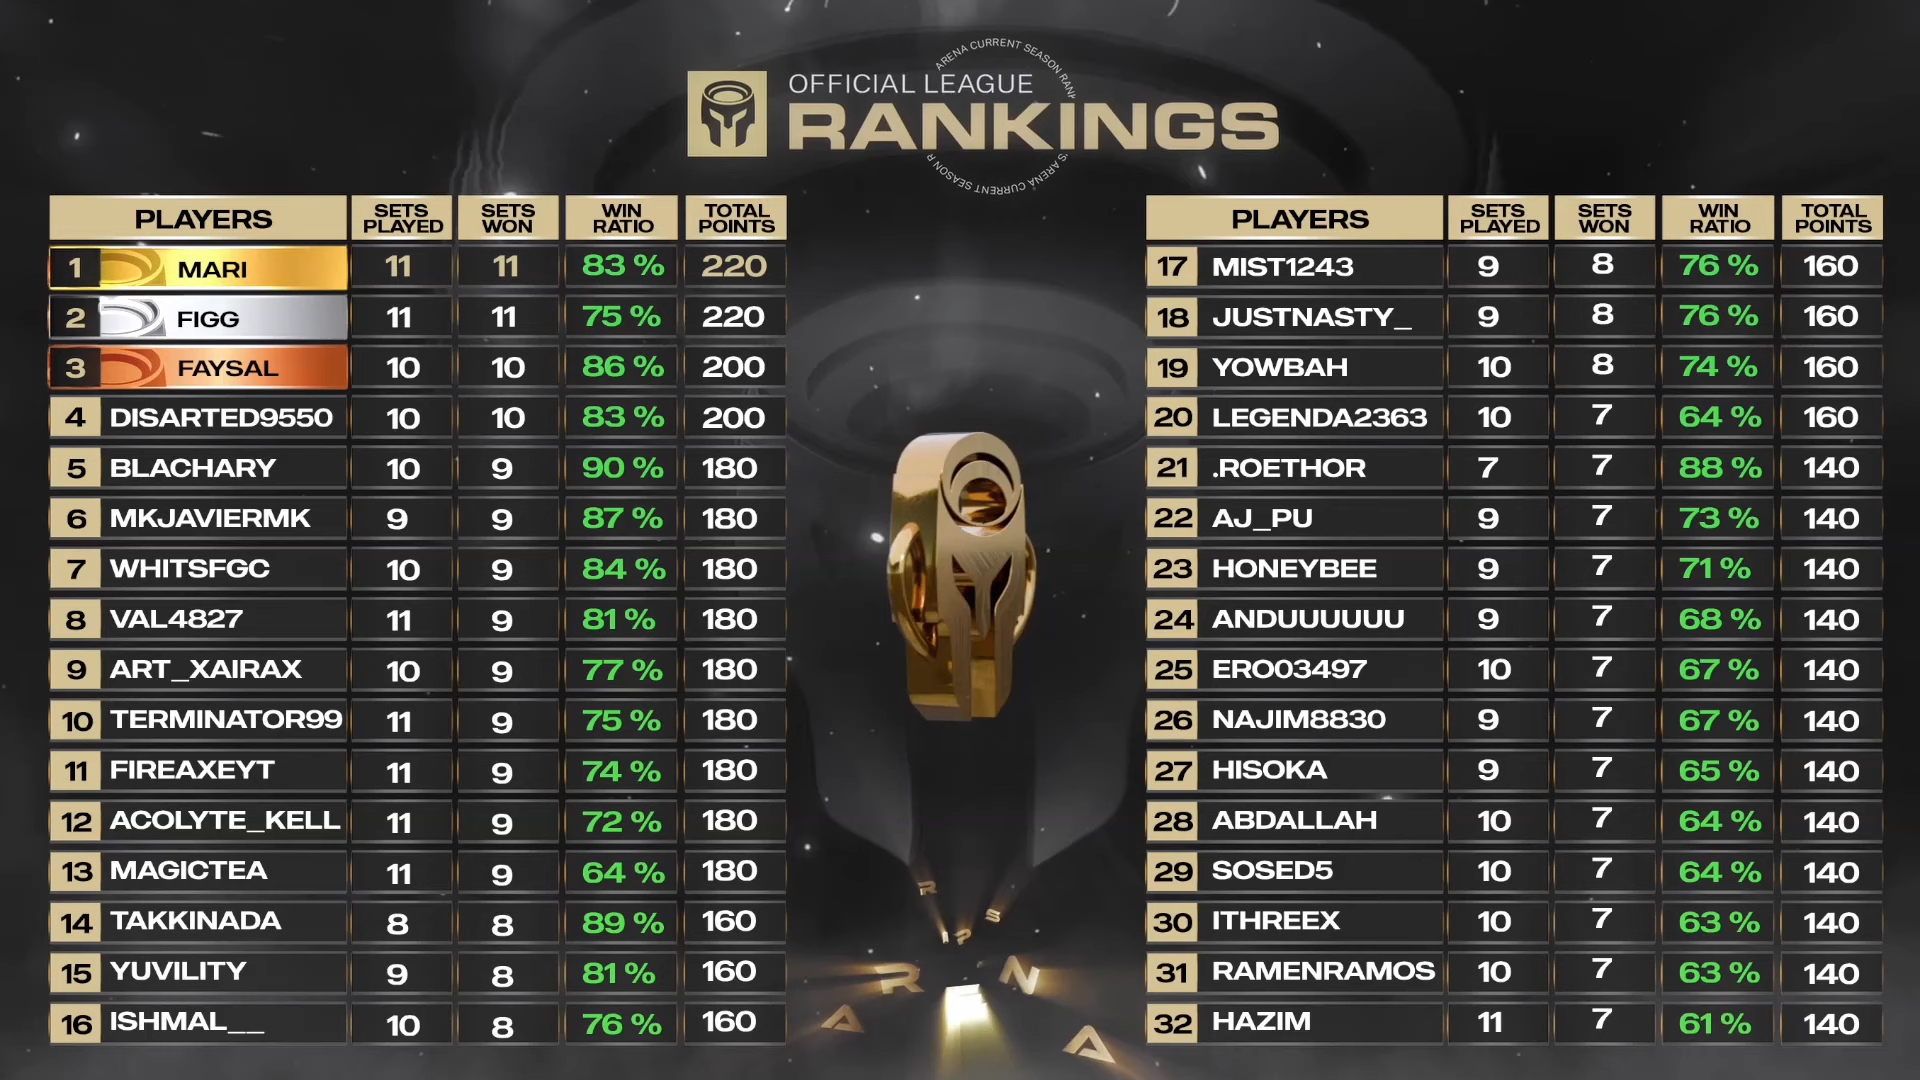 ARENA CURRENT SEASON RANK
OFFICIAL LEAGUE
RANKINGS
S ARENA CURRENT SEASON R
PLAYERS SETS PLAYED SETS WON WIN RATIO TOTAL POINTS
1 MARI 11 11 83 % 220
2 FIGG 11 11 75 % 220
3 FAYSAL 10 10 86 % 200
4 DISARTED9550 10 10 83 % 200
5 BLACHARY 10 9 90 % 180
6 MKJAVIERMK 9 9 87 % 180
7 WHITSFGC 10 9 84 % 180
8 VAL4827 11 9 81 % 180
9 ART_XAIRAX 10 9 77 % 180
10 TERMINATOR99 11 9 75 % 180
11 FIREAXEYT 11 9 74 % 180
12 ACOLYTE_KELL 11 9 72 % 180
13 MAGICTEA 11 9 64 % 180
14 TAKKINADA 8 8 89 % 160
15 YUVILITY 9 8 81 % 160
16 ISHMAL__ 10 8 76 % 160
PLAYERS SETS PLAYED SETS WON WIN RATIO TOTAL POINTS
17 MIST1243 9 8 76 % 160
18 JUSTNASTY_ 9 8 76 % 160
19 YOWBAH 10 8 74 % 160
20 LEGENDA2363 10 7 64 % 160
21 .ROETHOR 7 7 88 % 140
22 AJ_PU 9 7 73 % 140
23 HONEYBEE 9 7 71 % 140
24 ANDUUUUUU 9 7 68 % 140
25 ERO03497 10 7 67 % 140
26 NAJIM8830 9 7 67 % 140
27 HISOKA 9 7 65 % 140
28 ABDALLAH 10 7 64 % 140
29 SOSED5 10 7 64 % 140
30 ITHREEX 10 7 63 % 140
31 RAMENRAMOS 10 7 63 % 140
32 HAZIM 11 7 61 % 140